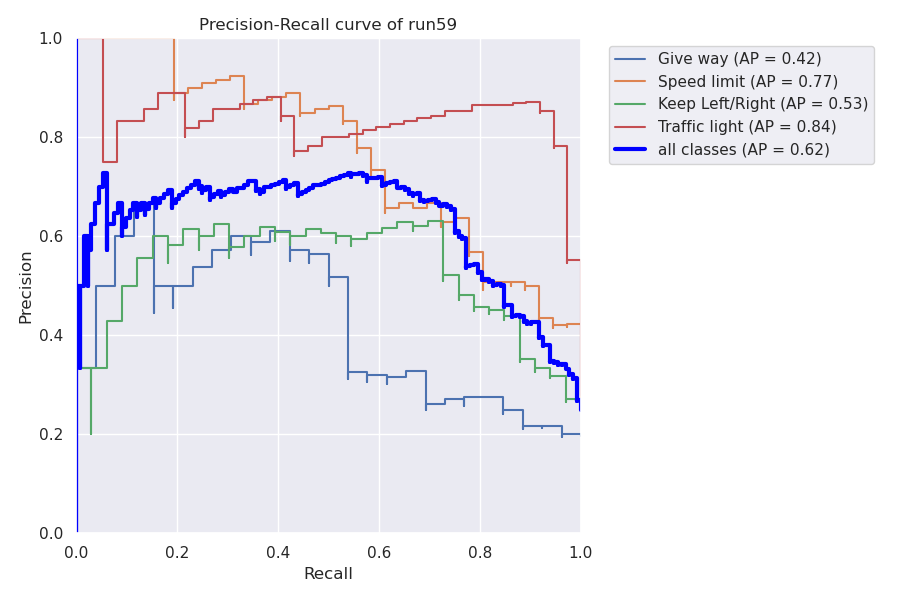 Precision-Recall curve of run59
1.0
0.8
0.6
0.4
0.2
0.0
Precision
0.0 0.2 0.4 0.6 0.8 1.0
Recall
Give way (AP = 0.42)
Speed limit (AP = 0.77)
Keep Left/Right (AP = 0.53)
Traffic light (AP = 0.84)
all classes (AP = 0.62)